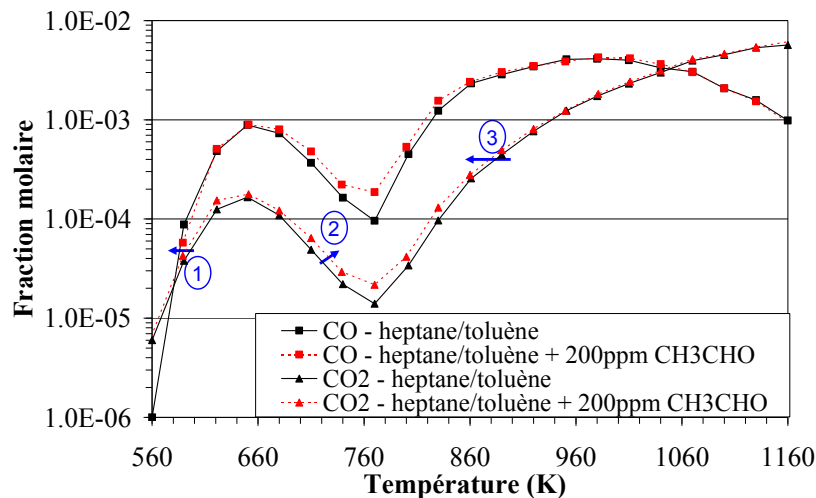 1.0E-02
1.0E-03
1.0E-04
1.0E-05
1.0E-06
Fraction molaire
1
2
3
CO - heptane/toluène
CO - heptane/toluène + 200ppm CH3CHO
CO2 - heptane/toluène
CO2 - heptane/toluène + 200ppm CH3CHO
560 660 760 860 960 1060 1160
Température (K)